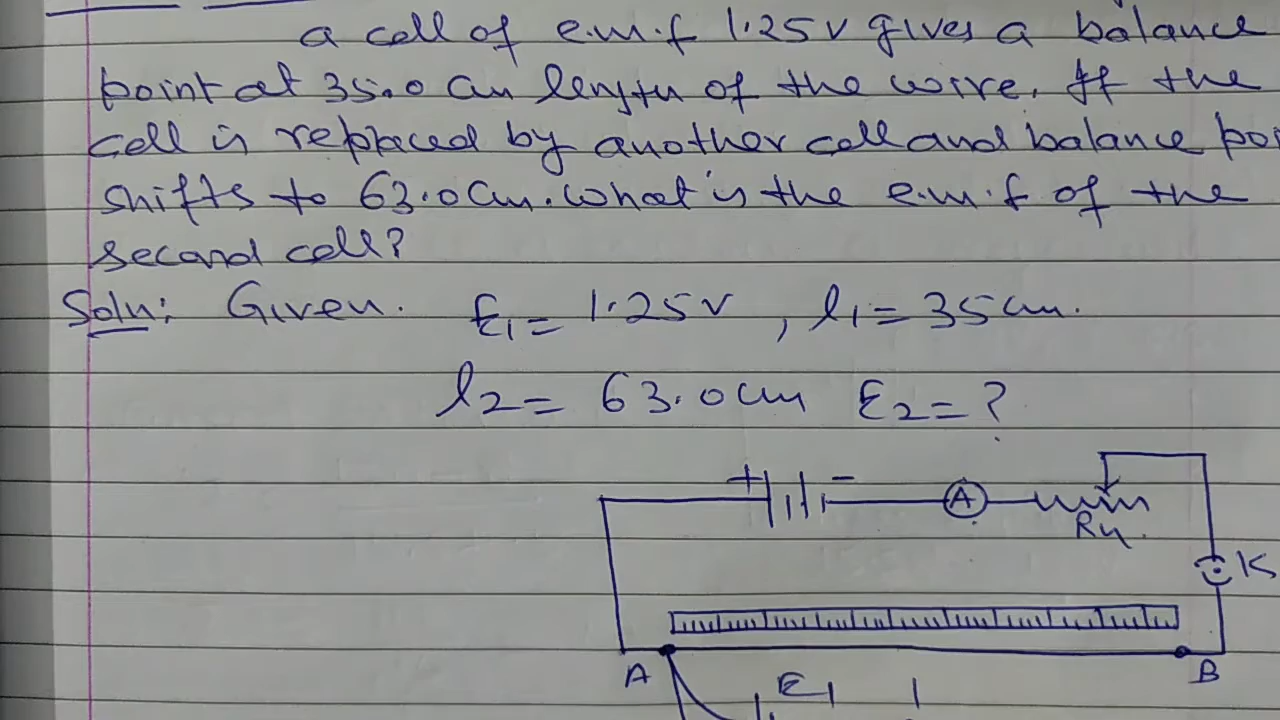 a cell of e.m.f 1.25v gives a balance
point at 35.0 cm length of the wire. If the
cell is replaced by another cell and balance poi
shifts to 63.0cm. what is the e.m.f of the
second cell?
Soln: Given. E1 = 1.25v, l1 = 35cm.
l2 = 63.0cm E2 = ?
+ - A
Rh
K
A B
E1